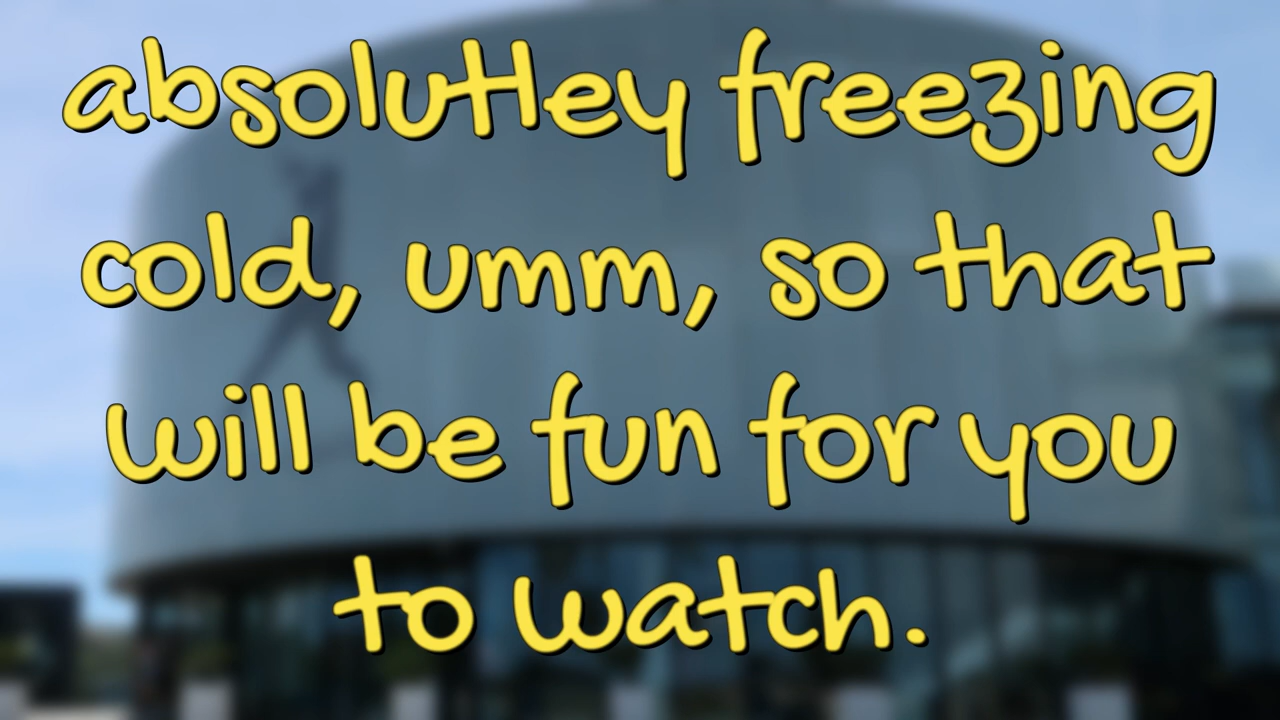 absolutley freezing
cold, umm, so that
will be fun for you
to watch.